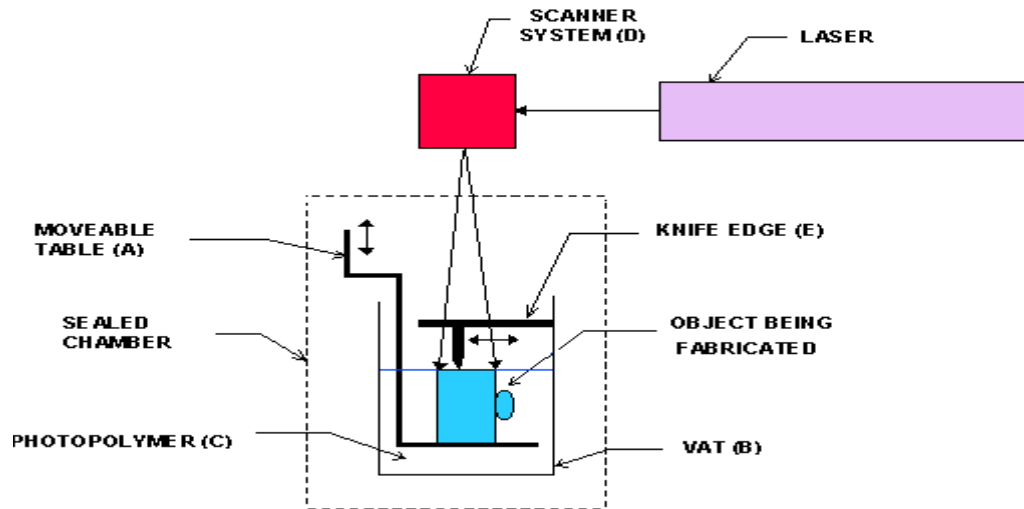 SCANNER
SYSTEM (D)
LASER
MOVEABLE
TABLE (A)
KNIFE EDGE (E)
SEALED
CHAMBER
OBJECT BEING
FABRICATED
PHOTOPOLYMER (C)
VAT (B)